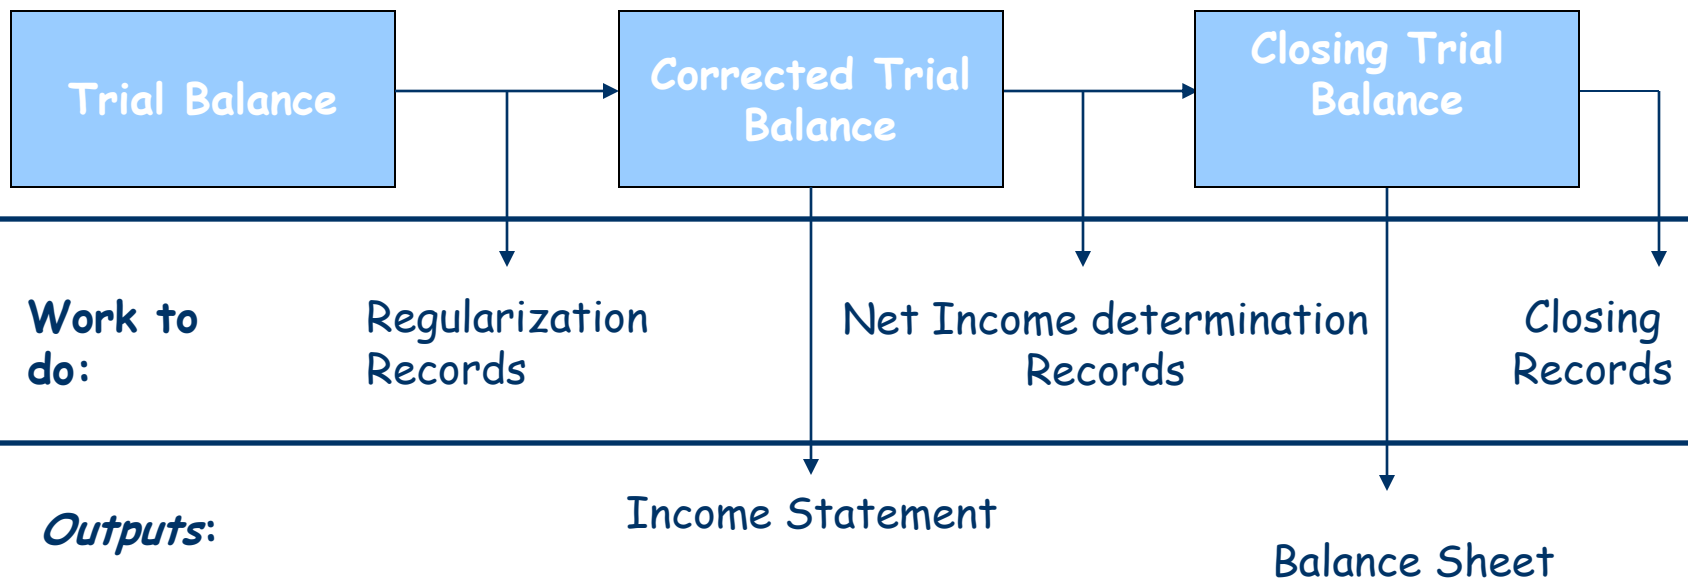 Trial Balance
Corrected Trial
Balance
Closing Trial
Balance
Work to
do:
Regularization
Records
Net Income determination
Records
Closing
Records
Outputs:
Income Statement
Balance Sheet